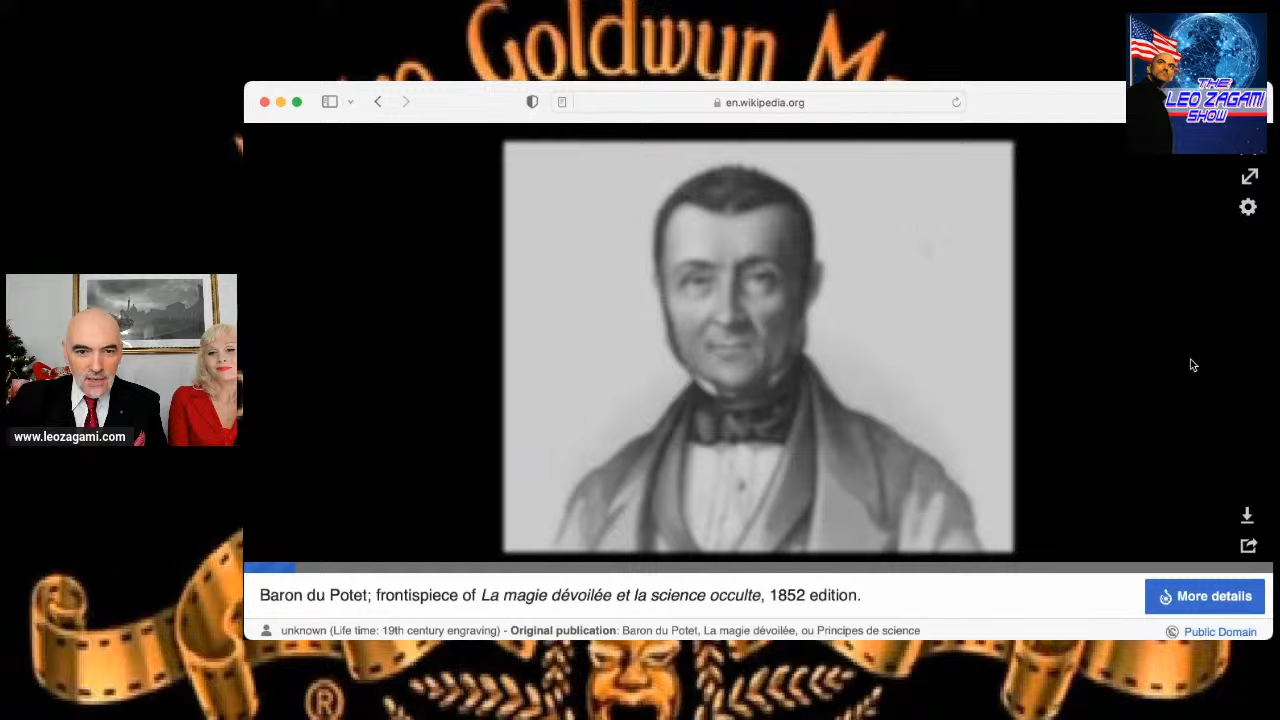 Goldwyn M
en.wikipedia.org
THE
LEO ZAGAMI
SHOW
www.leozagami.com
Baron du Potet; frontispiece of La magie dévoilée et la science occulte, 1852 edition.
More details
unknown (Life time: 19th century engraving) - Original publication: Baron du Potet, La magie dévoilée, ou Principes de science
Public Domain
®